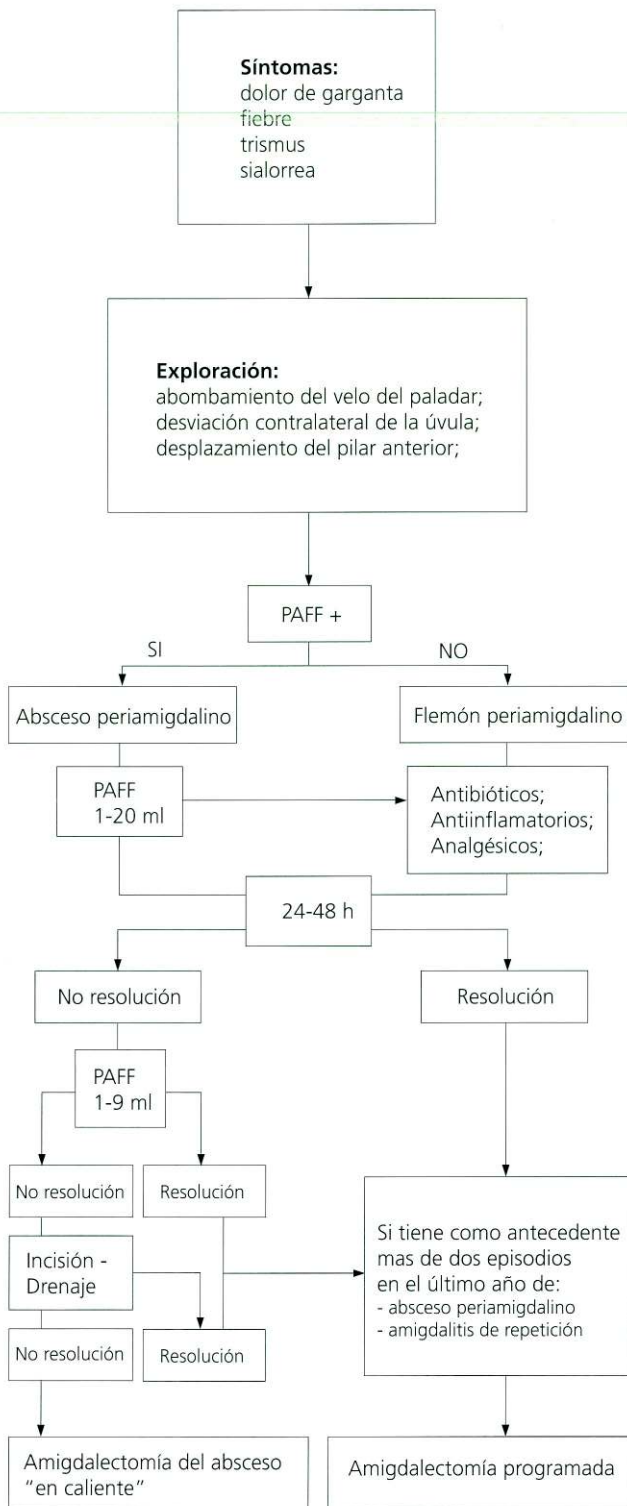 Síntomas:
dolor de garganta
fiebre
trismus
sialorrea
Exploración:
abombamiento del velo del paladar;
desviación contralateral de la úvula;
desplazamiento del pilar anterior;
PAFF +
SI
NO
Absceso periamigdalino
Flemón periamigdalino
PAFF
1-20 ml
Antibióticos;
Antiinflamatorios;
Analgésicos;
24-48 h
No resolución
Resolución
PAFF
1-9 ml
No resolución
Resolución
Si tiene como antecedente
mas de dos episodios
en el último año de:
- absceso periamigdalino
- amigdalitis de repetición
Incisión -
Drenaje
No resolución
Resolución
Amigdalectomía del absceso
"en caliente"
Amigdalectomía programada